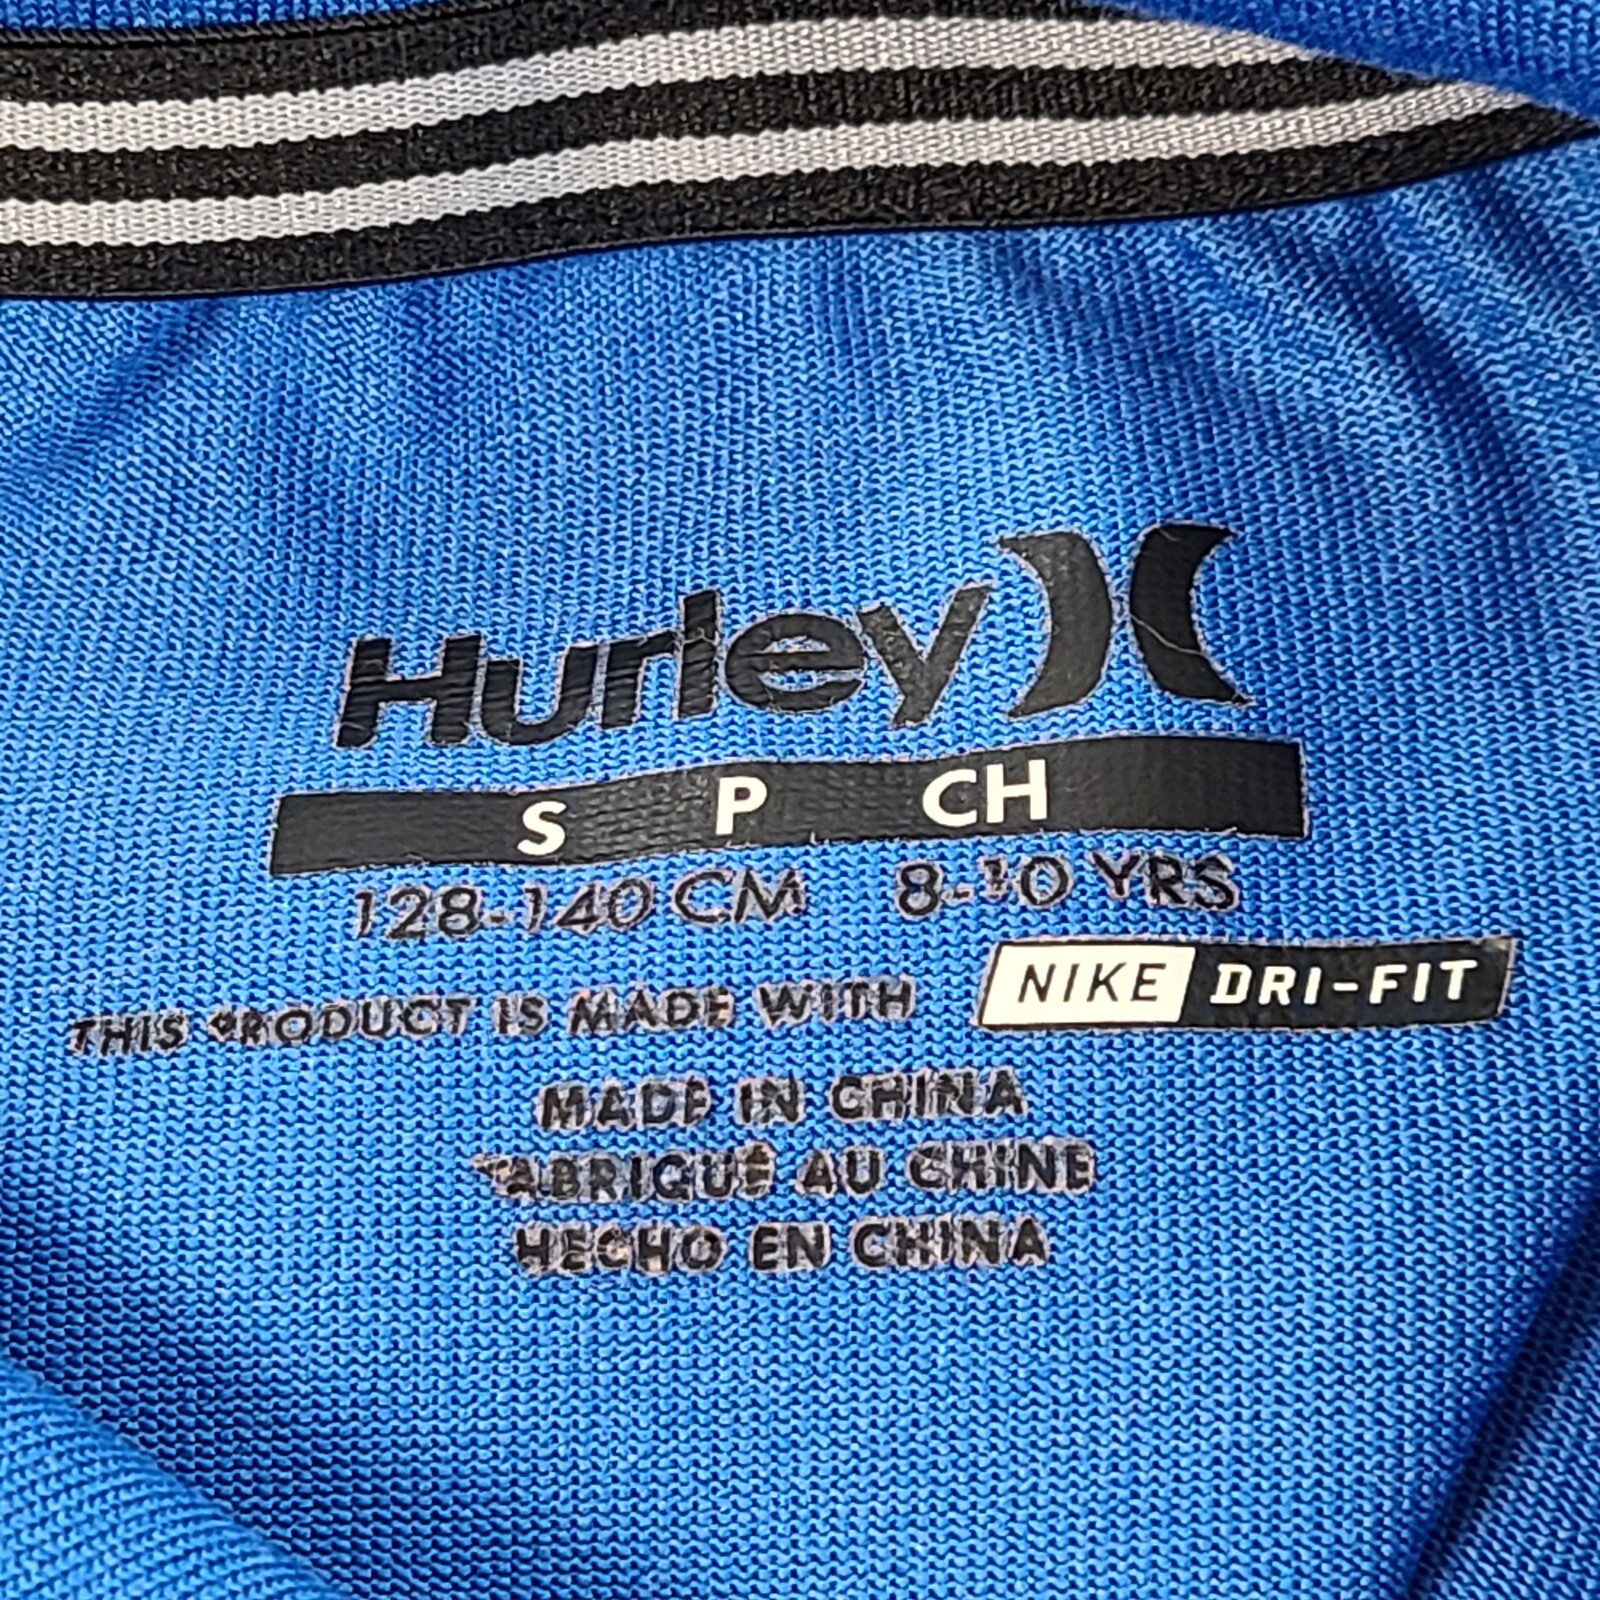 Hurley
S P CH
128-140 CM 8-10 YRS
THIS PRODUCT IS MADE WITH NIKE DRI-FIT
MADE IN CHINA
FABRIQUÉ AU CHINE
HECHO EN CHINA